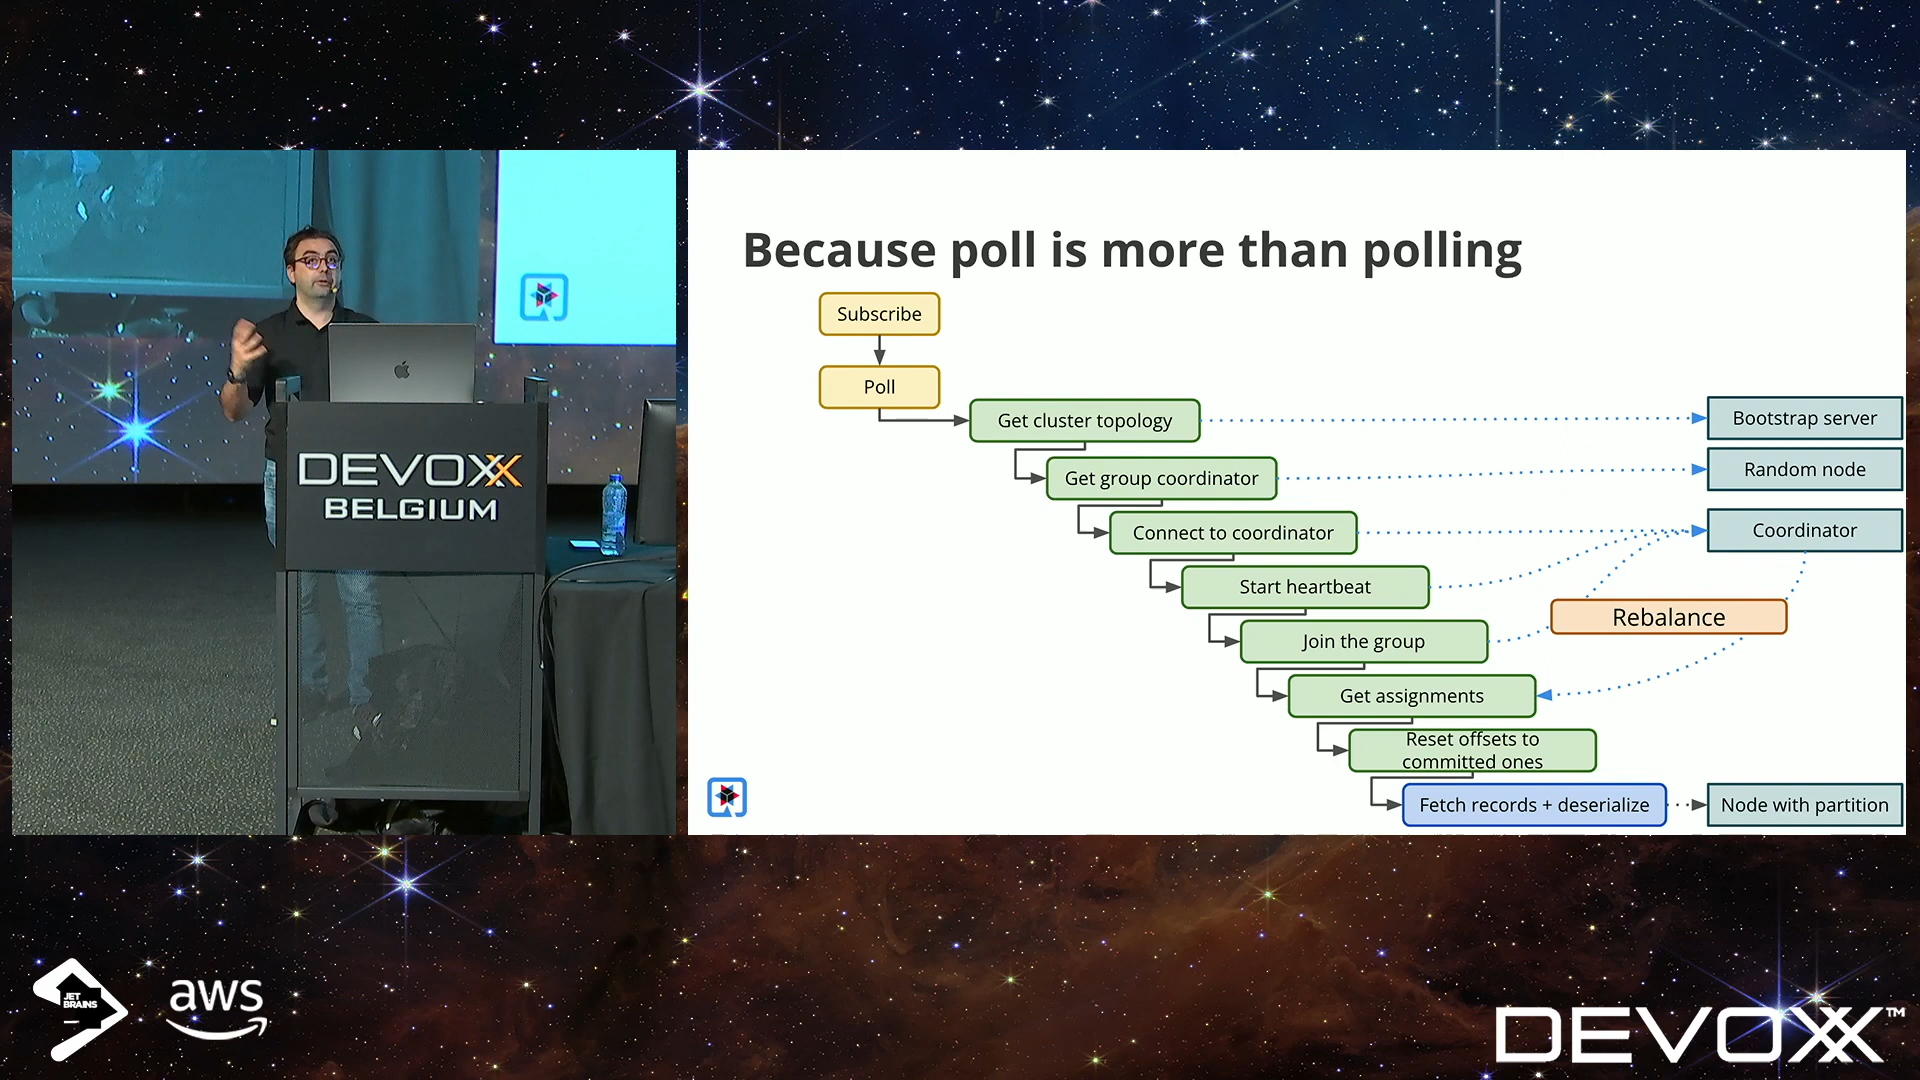 Because poll is more than polling
Subscribe
Poll
Get cluster topology
Bootstrap server
Get group coordinator
Random node
Connect to coordinator
Coordinator
Start heartbeat
Rebalance
Join the group
Get assignments
Reset offsets to
committed ones
Fetch records + deserialize
Node with partition
DEVOXX
BELGIUM
JET
BRAINS
aws
DEVOXX™